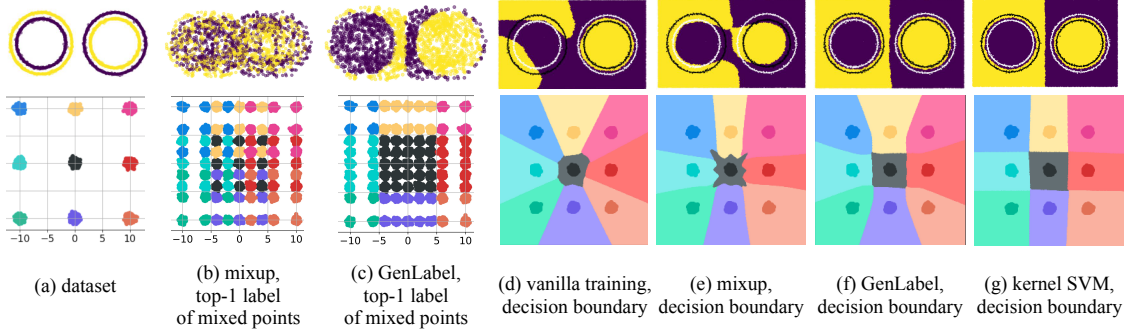 −10 −5 0 5 10
−10 −5 0 5 10
−10 −5 0 5 10
(a) dataset
(b) mixup,
top-1 label
of mixed points
(c) GenLabel,
top-1 label
of mixed points
(d) vanilla training,
decision boundary
(e) mixup,
decision boundary
(f) GenLabel,
decision boundary
(g) kernel SVM,
decision boundary